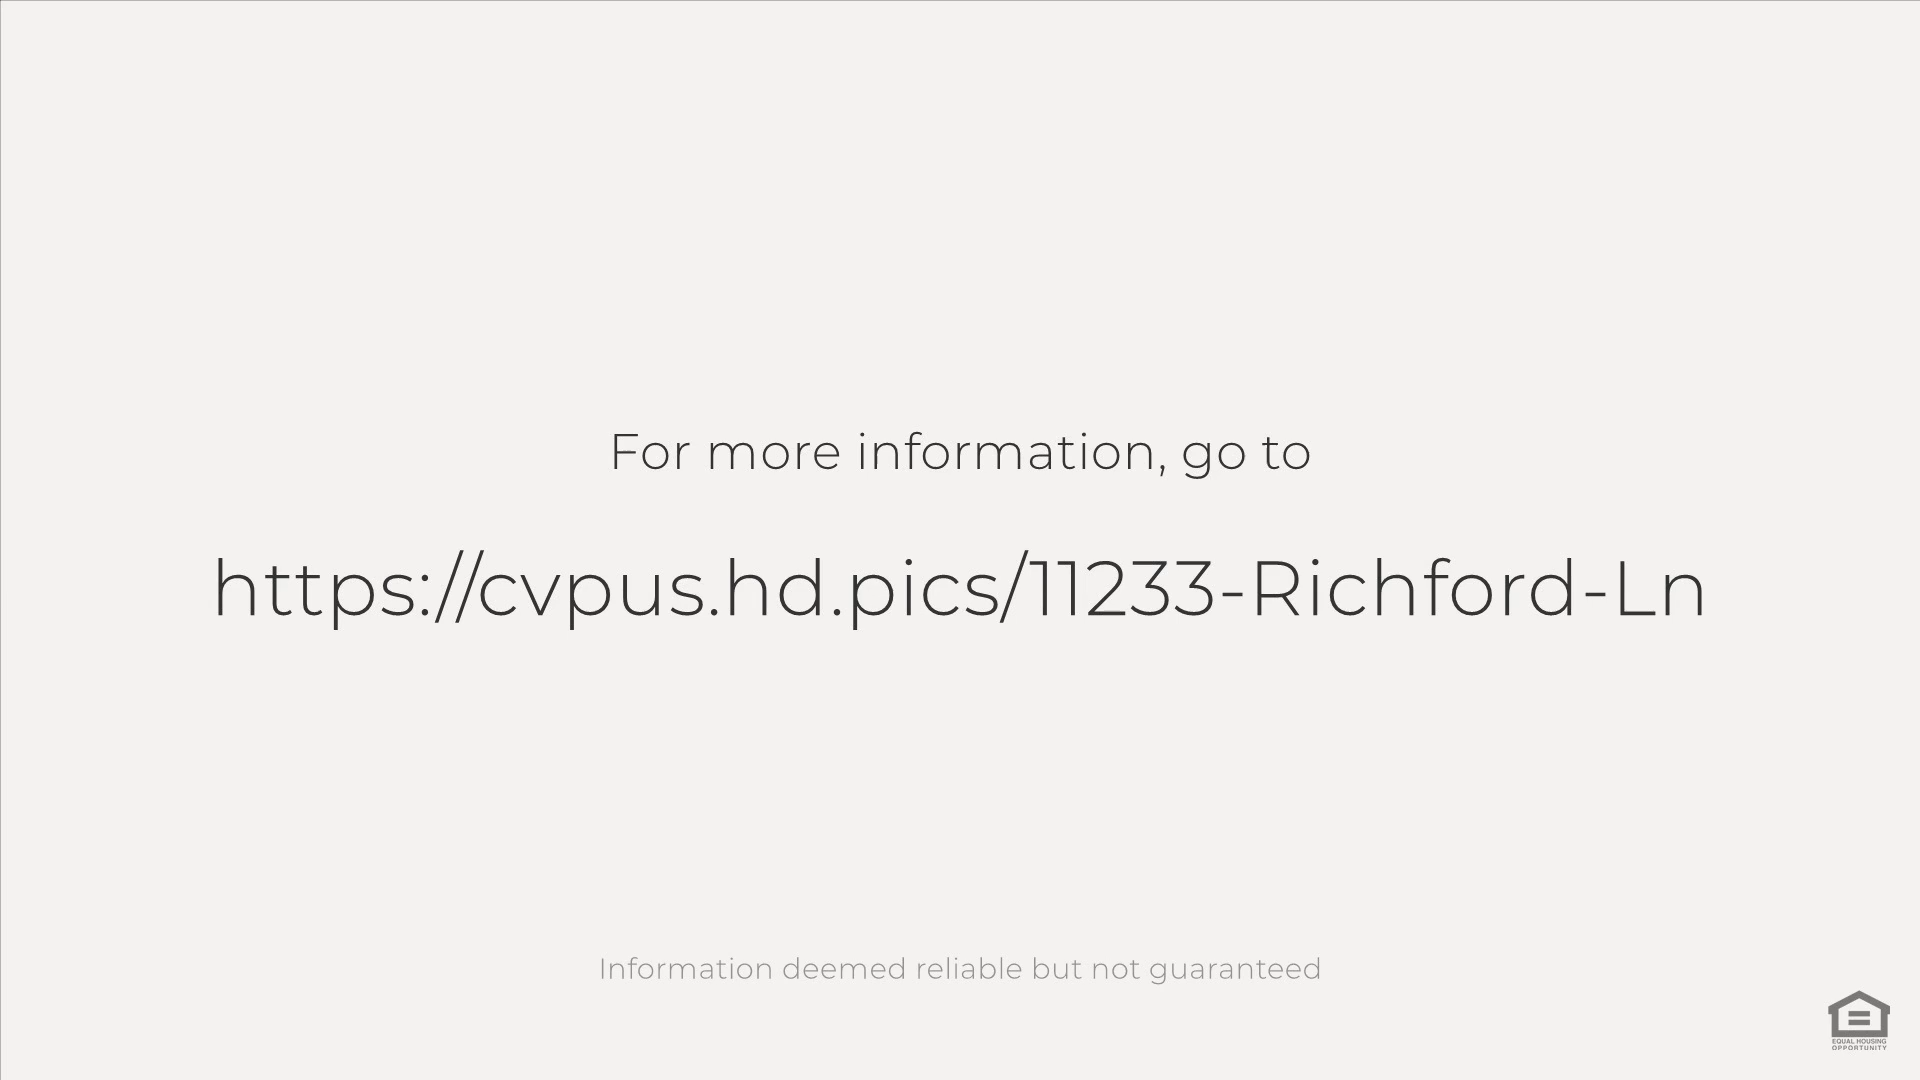 For more information, go to
https://cvpus.hd.pics/11233-Richford-Ln
Information deemed reliable but not guaranteed
EQUAL HOUSING
OPPORTUNITY